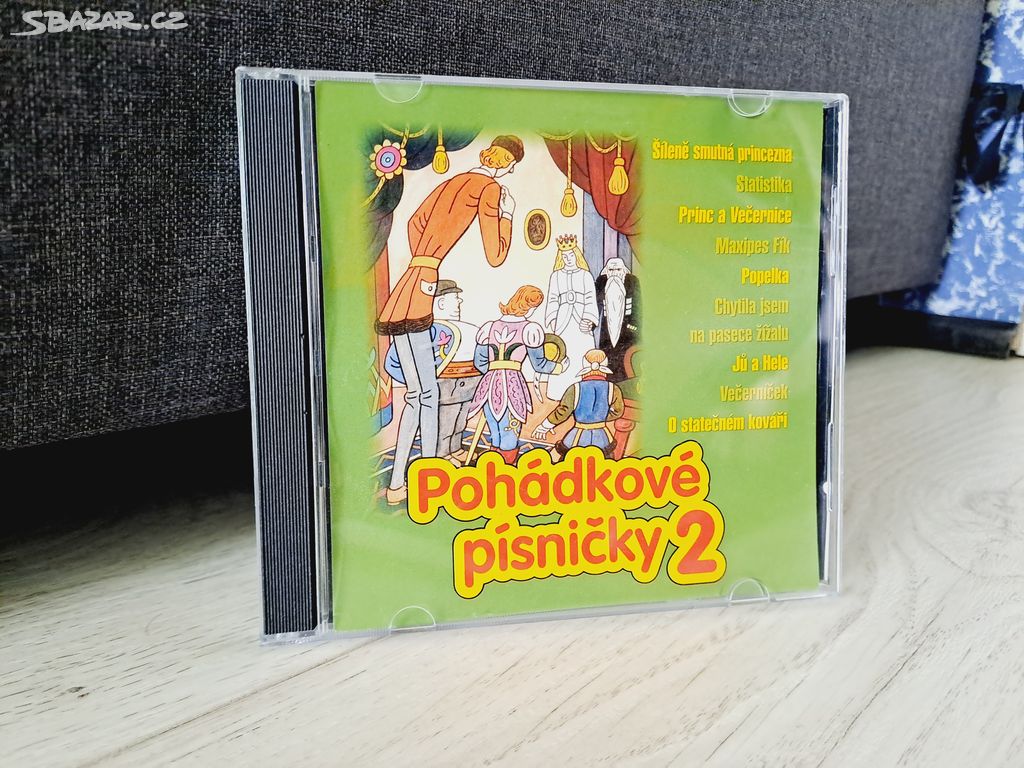 SBAZAR.CZ
Šíleně smutná princezna
Statistika
Princ a Večernice
Maxipes Fík
Popelka
Chytila jsem
na pasece žížalu
Jů a Hele
Večerníček
O statečném kováři
Pohádkové
písničky 2